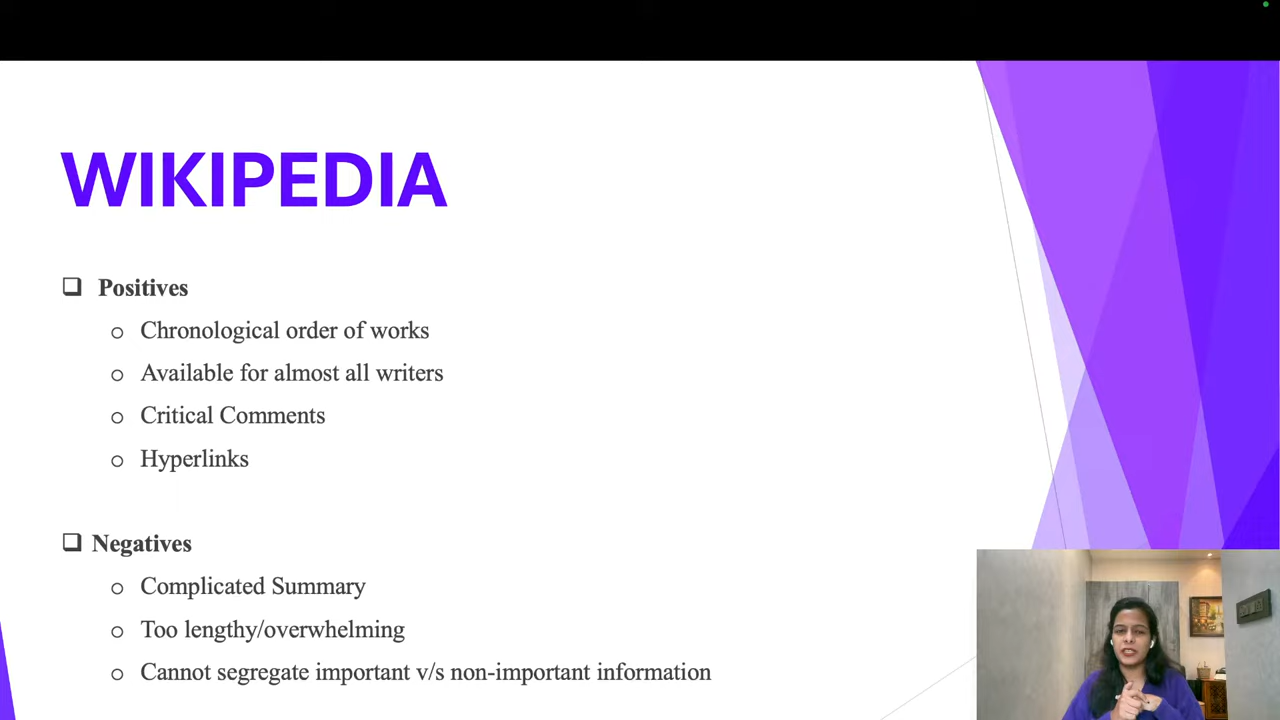 WIKIPEDIA
Positives
Chronological order of works
Available for almost all writers
Critical Comments
Hyperlinks
Negatives
Complicated Summary
Too lengthy/overwhelming
Cannot segregate important v/s non-important information